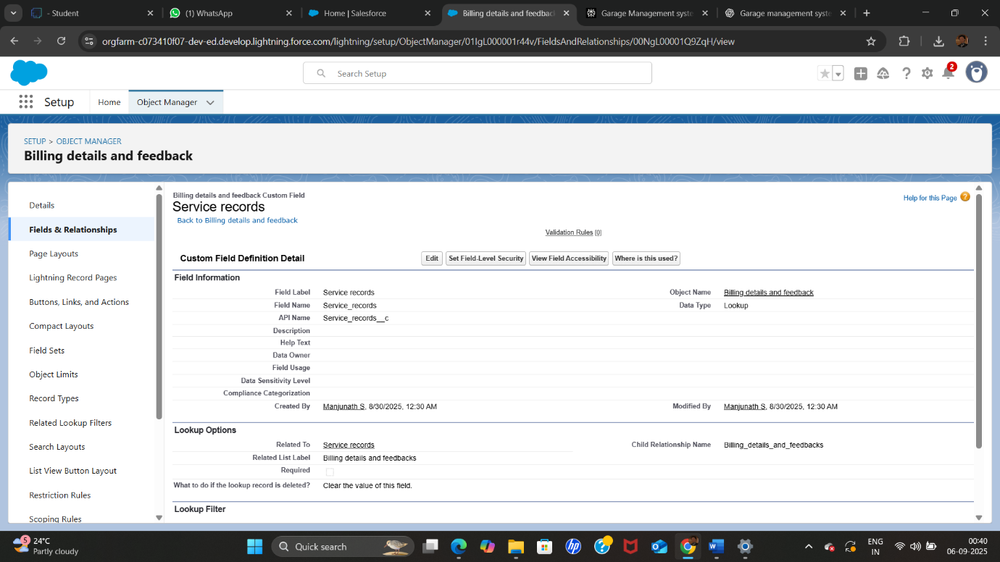 - Student
(1) WhatsApp
Home | Salesforce
Billing details and feedback
Garage Management syste
Garage management syste
orgfarm-c073410f07-dev-ed.develop.lightning.force.com/lightning/setup/ObjectManager/01IgL000001r44v/FieldsAndRelationships/00NgL00001Q9ZqH/view
Search Setup
2
Setup
Home
Object Manager
SETUP > OBJECT MANAGER
Billing details and feedback
Details
Fields & Relationships
Page Layouts
Lightning Record Pages
Buttons, Links, and Actions
Compact Layouts
Field Sets
Object Limits
Record Types
Related Lookup Filters
Search Layouts
List View Button Layout
Restriction Rules
Scoping Rules
Billing details and feedback Custom Field
Service records
Back to Billing details and feedback
Help for this Page ?
Validation Rules [0]
Custom Field Definition Detail
Edit
Set Field-Level Security
View Field Accessibility
Where is this used?
Field Information
Field Label Service records Object Name Billing details and feedback
Field Name Service_records Data Type Lookup
API Name Service_records__c
Description
Help Text
Data Owner
Field Usage
Data Sensitivity Level
Compliance Categorization
Created By Manjunath S, 8/30/2025, 12:30 AM Modified By Manjunath S, 8/30/2025, 12:30 AM
Lookup Options
Related To Service records Child Relationship Name Billing_details_and_feedbacks
Related List Label Billing details and feedbacks
Required
What to do if the lookup record is deleted? Clear the value of this field.
Lookup Filter
5
24°C
Partly cloudy
Quick search
ENG
IN
00:40
06-09-2025